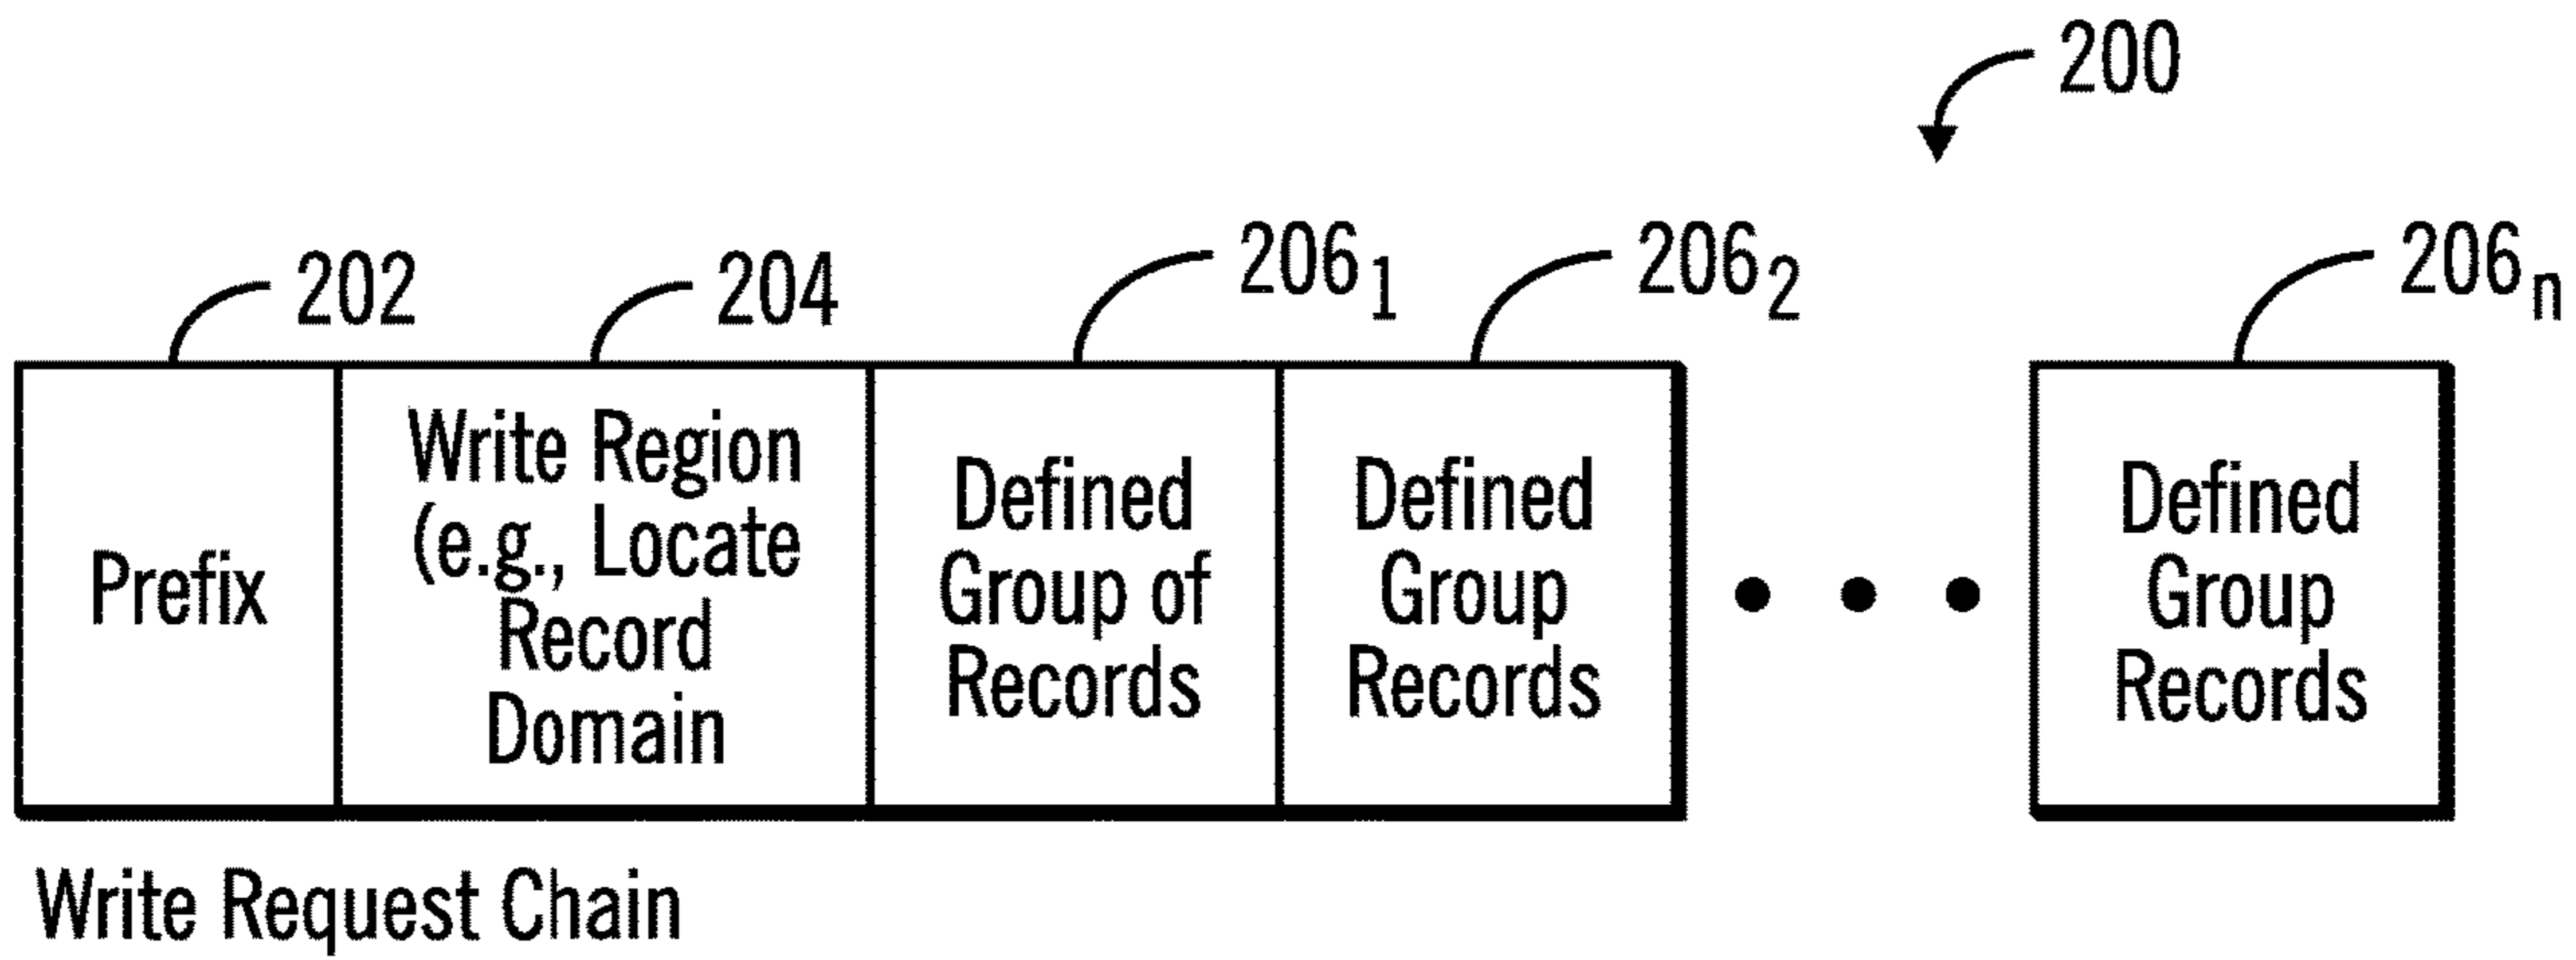 200
202
204
206₁
206₂
206ₙ
Prefix
Write Region
(e.g., Locate
Record
Domain
Defined
Group of
Records
Defined
Group
Records
Defined
Group
Records
Write Request Chain